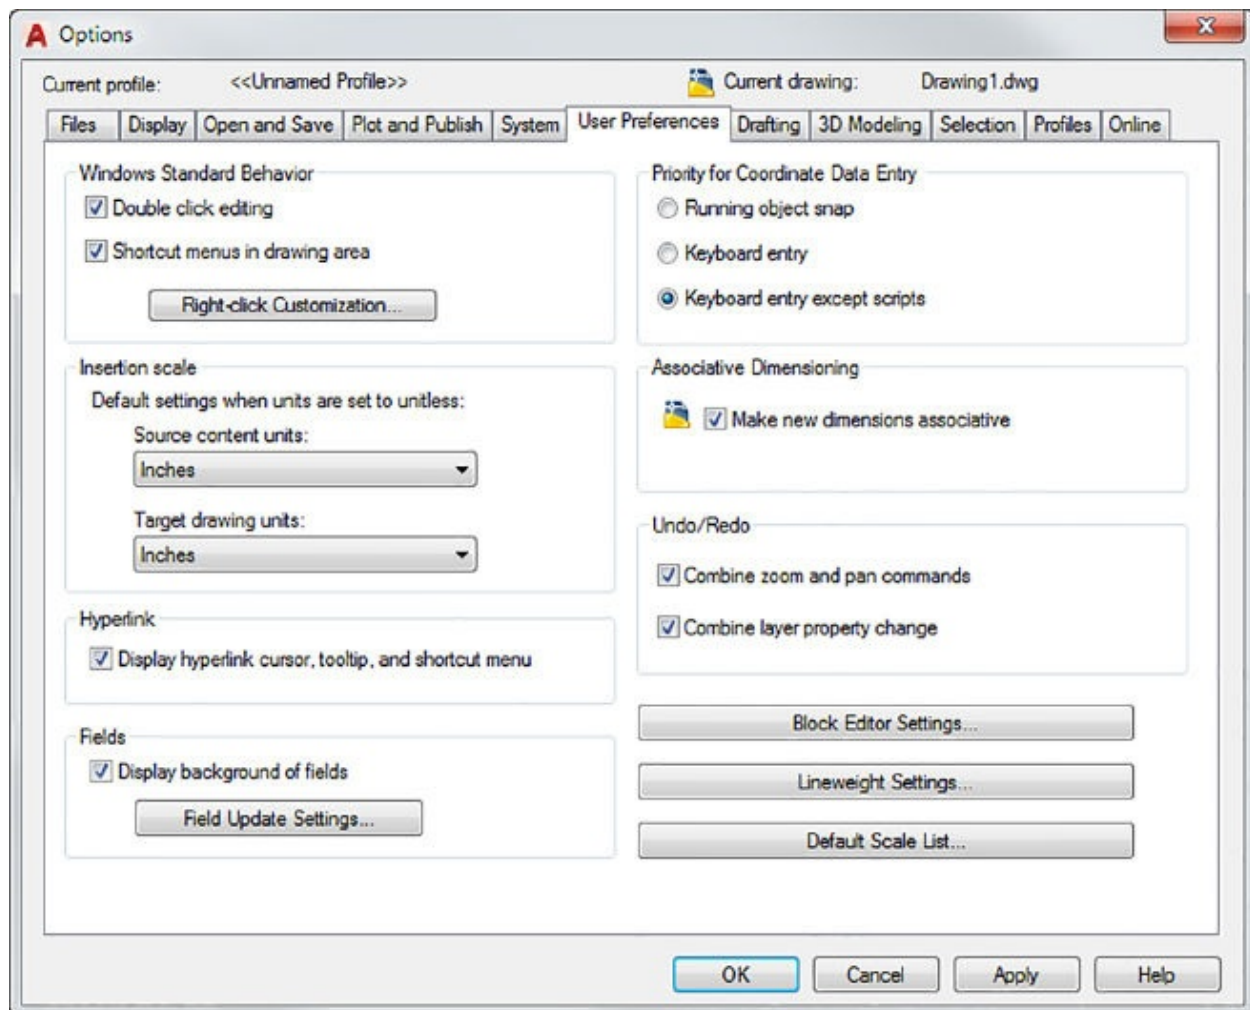 Options
Current profile: <<Unnamed Profile>> Current drawing: Drawing1.dwg
Files Display Open and Save Plot and Publish System User Preferences Drafting 3D Modeling Selection Profiles Online
Windows Standard Behavior
Double click editing
Shortcut menus in drawing area
Right-click Customization...
Insertion scale
Default settings when units are set to unitless:
Source content units:
Inches
Target drawing units:
Inches
Hyperlink
Display hyperlink cursor, tooltip, and shortcut menu
Fields
Display background of fields
Field Update Settings...
Priority for Coordinate Data Entry
Running object snap
Keyboard entry
Keyboard entry except scripts
Associative Dimensioning
Make new dimensions associative
Undo/Redo
Combine zoom and pan commands
Combine layer property change
Block Editor Settings...
Lineweight Settings...
Default Scale List...
OK Cancel Apply Help